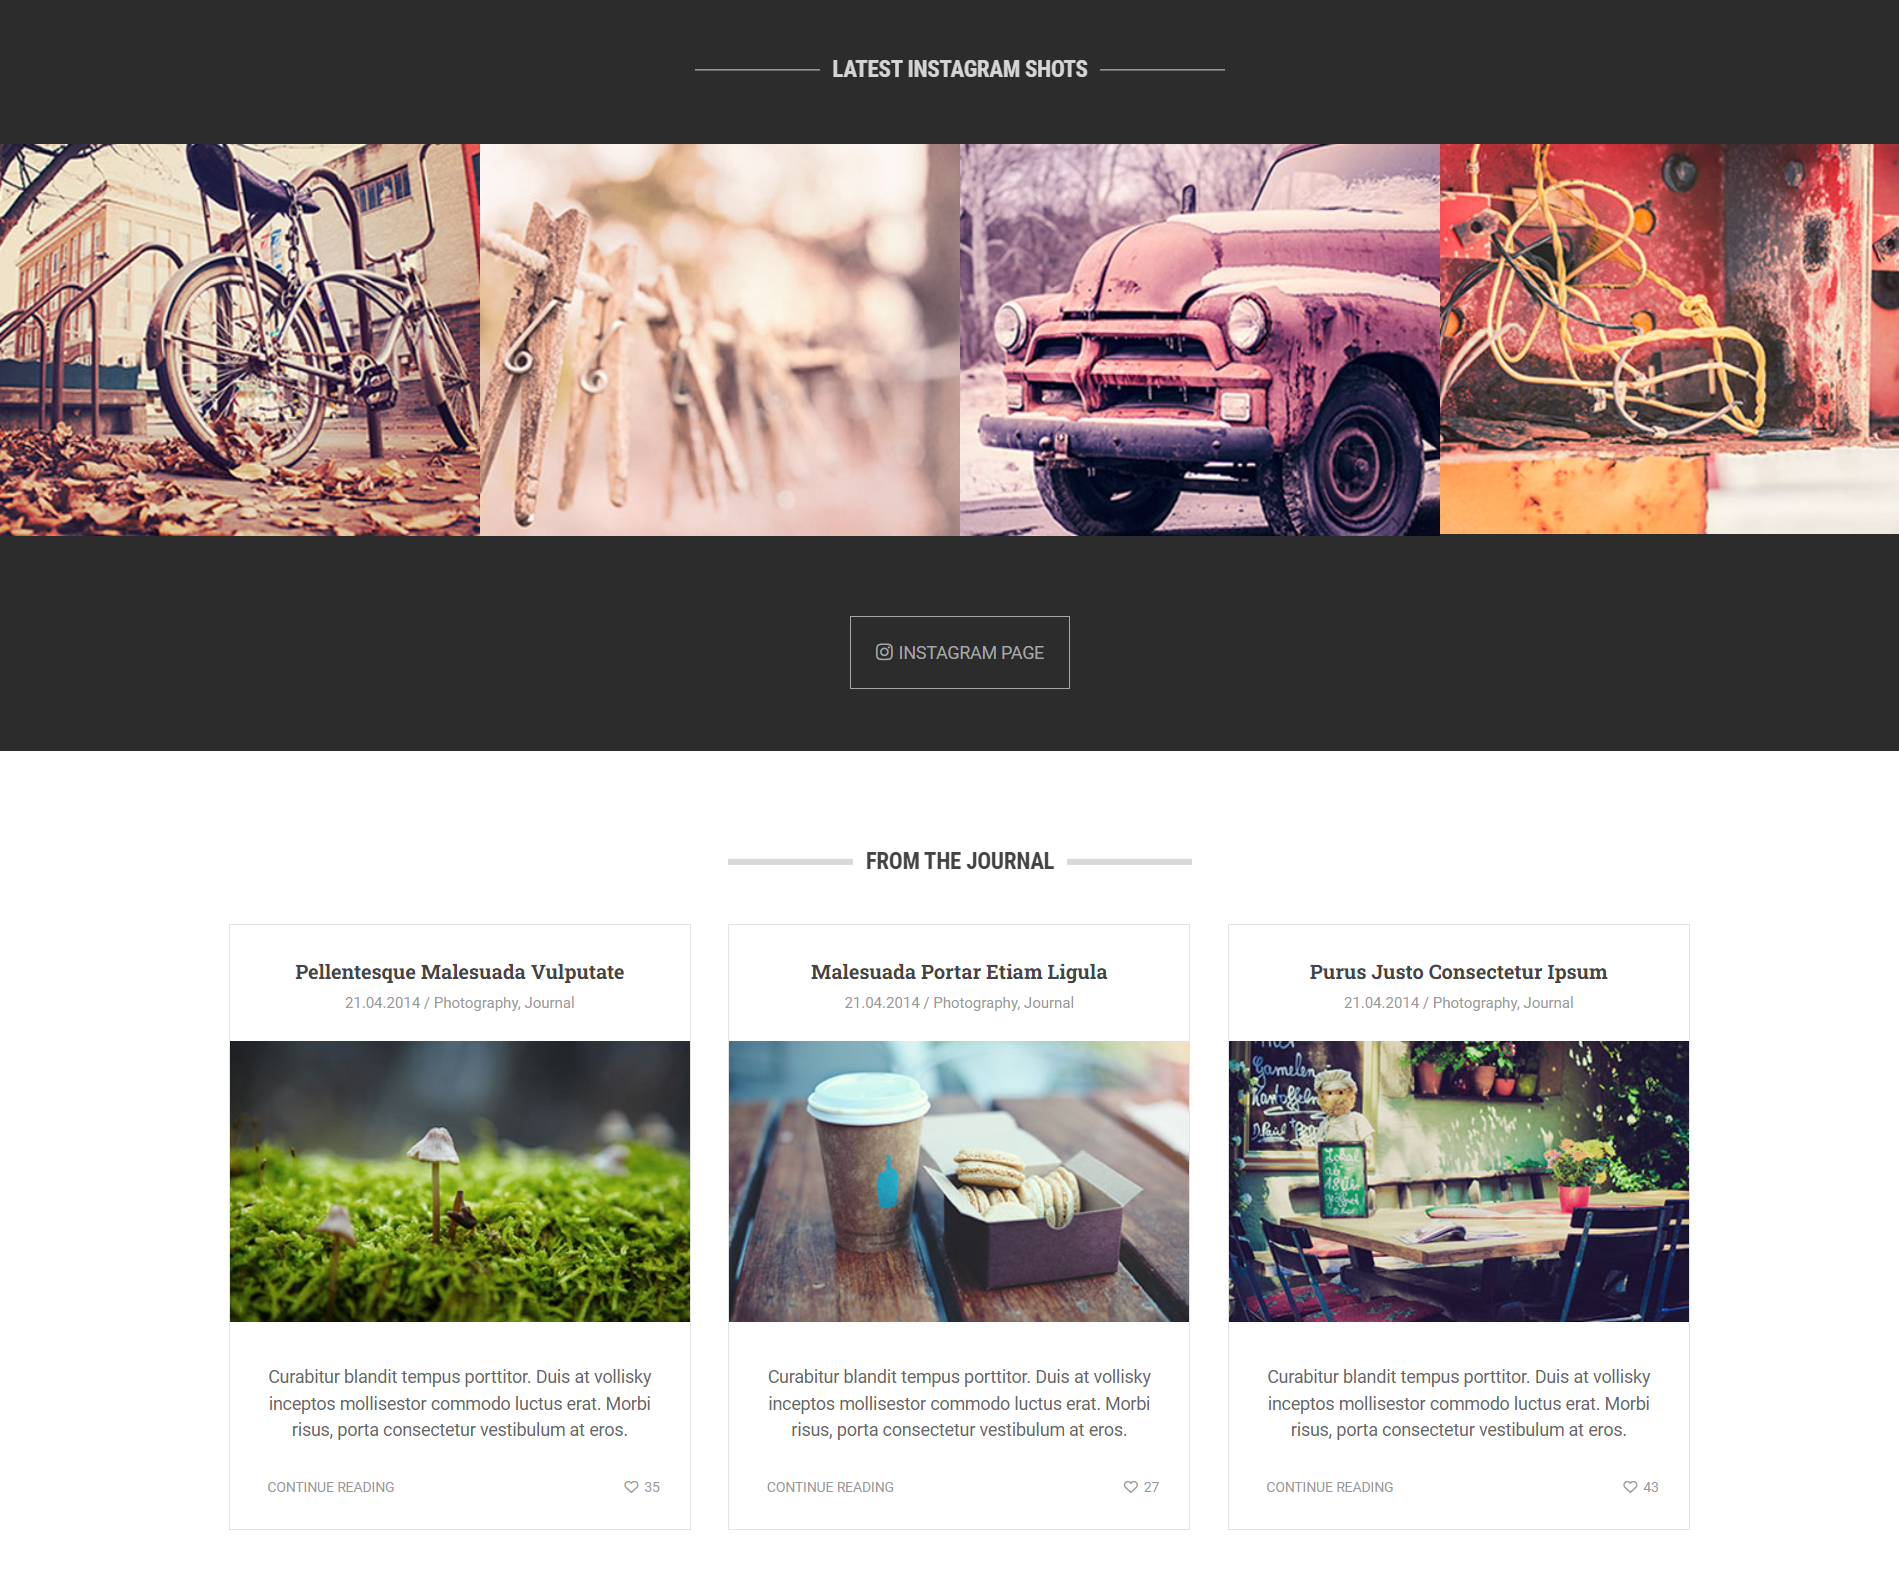 LATEST INSTAGRAM SHOTS
INSTAGRAM PAGE
FROM THE JOURNAL
Pellentesque Malesuada Vulputate
21.04.2014 / Photography, Journal
Curabitur blandit tempus porttitor. Duis at vollisky
inceptos mollisestor commodo luctus erat. Morbi
risus, porta consectetur vestibulum at eros.
CONTINUE READING
35
Malesuada Portar Etiam Ligula
21.04.2014 / Photography, Journal
Curabitur blandit tempus porttitor. Duis at vollisky
inceptos mollisestor commodo luctus erat. Morbi
risus, porta consectetur vestibulum at eros.
CONTINUE READING
27
Purus Justo Consectetur Ipsum
21.04.2014 / Photography, Journal
Gamelen
Lokal
ab
18 Uhr
Curabitur blandit tempus porttitor. Duis at vollisky
inceptos mollisestor commodo luctus erat. Morbi
risus, porta consectetur vestibulum at eros.
CONTINUE READING
43